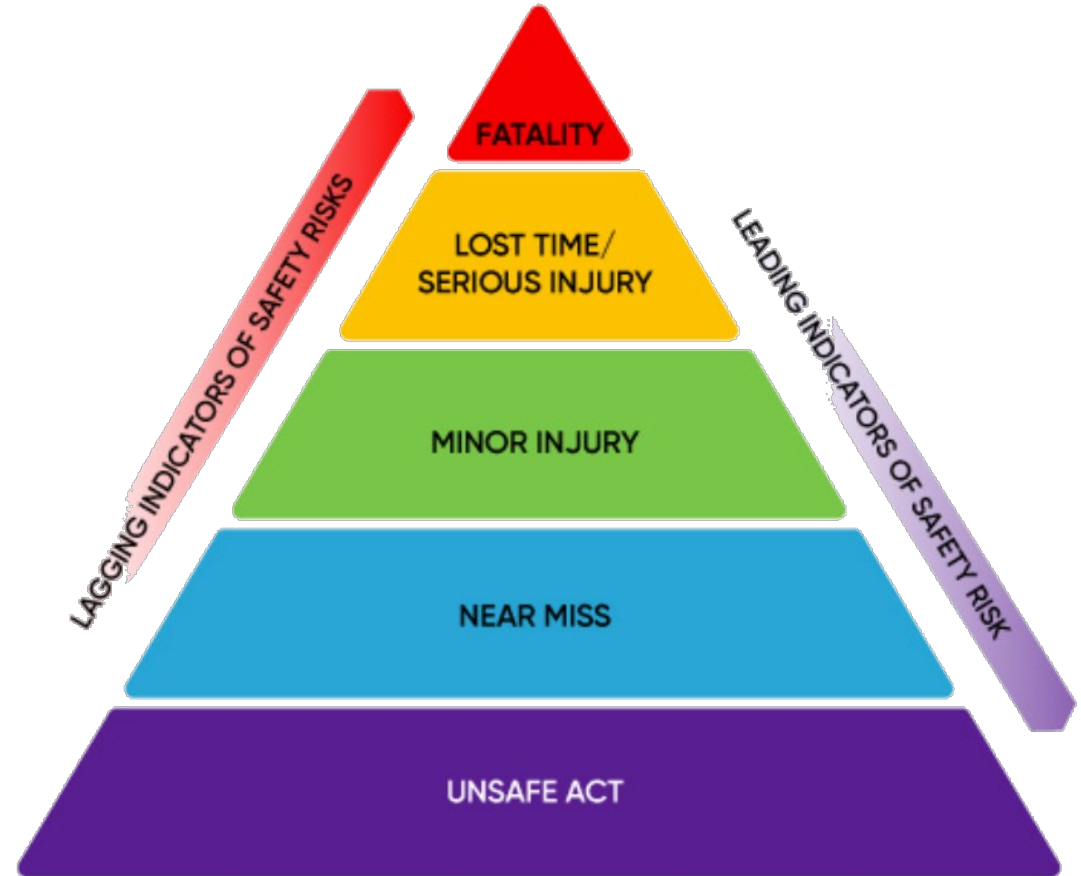 FATALITY
LOST TIME/
SERIOUS INJURY
MINOR INJURY
NEAR MISS
UNSAFE ACT
LAGGING INDICATORS OF SAFETY RISKS
LEADING INDICATORS OF SAFETY RISK